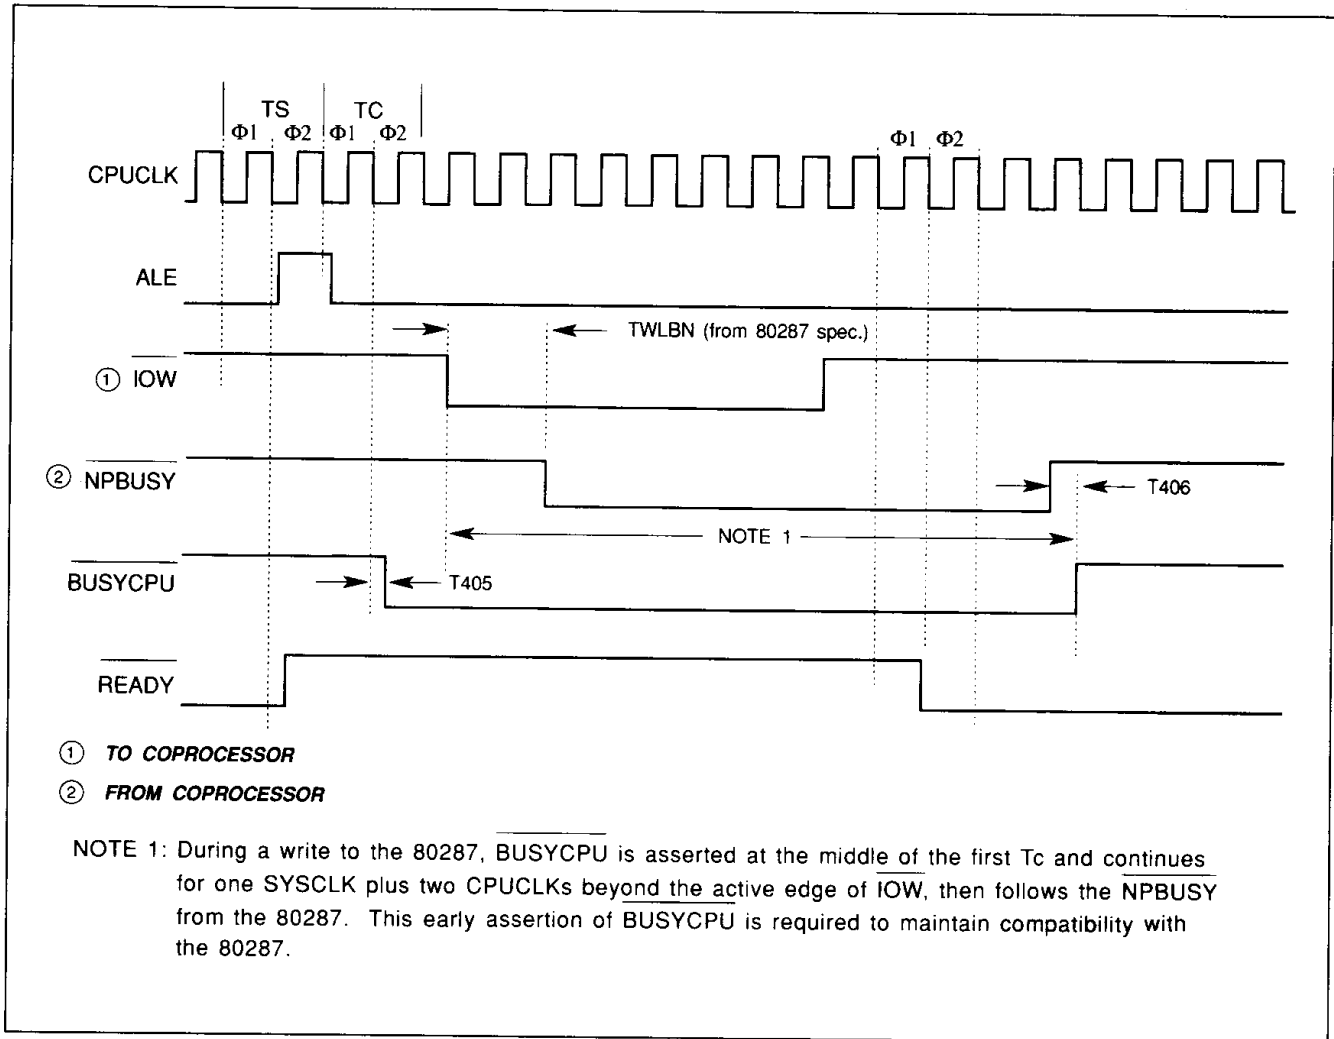 TS TC
Φ1 Φ2 Φ1 Φ2 Φ1 Φ2
CPUCLK
ALE
TWLBN (from 80287 spec.)
① IOW
② NPBUSY
T406
NOTE 1
BUSYCPU
T405
READY
① TO COPROCESSOR
② FROM COPROCESSOR
NOTE 1: During a write to the 80287, BUSYCPU is asserted at the middle of the first Tc and continues
for one SYSCLK plus two CPUCLKs beyond the active edge of IOW, then follows the NPBUSY
from the 80287. This early assertion of BUSYCPU is required to maintain compatibility with
the 80287.